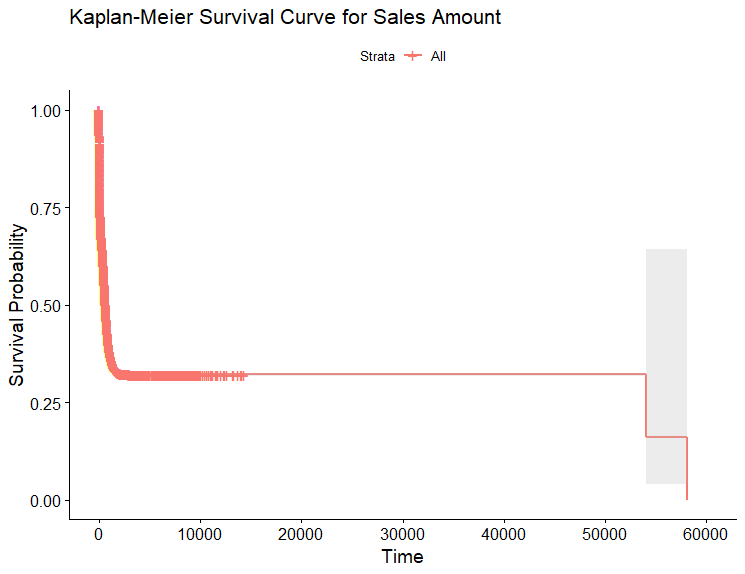 Kaplan-Meier Survival Curve for Sales Amount
Strata All
1.00
0.75
0.50
0.25
0.00
Survival Probability
0 10000 20000 30000 40000 50000 60000
Time